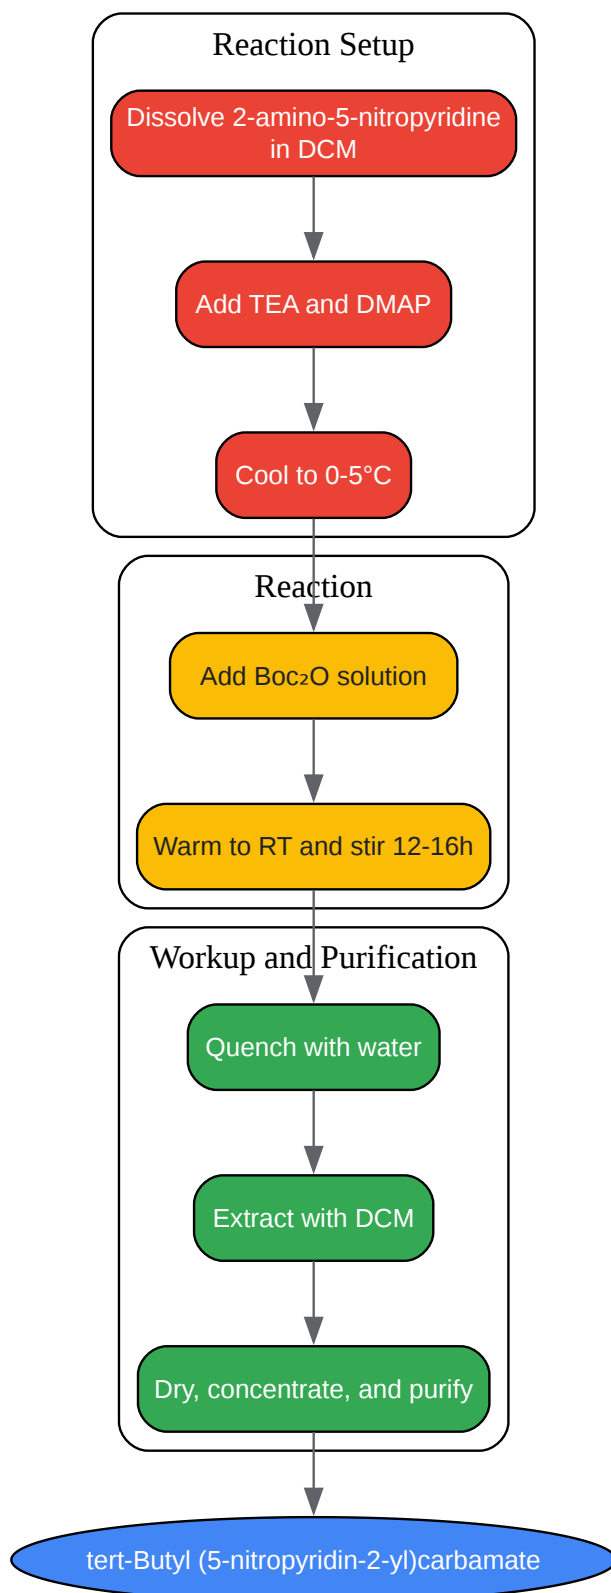 Reaction Setup
Dissolve 2-amino-5-nitropyridine
in DCM
Add TEA and DMAP
Cool to 0-5°C
Reaction
Add Boc₂O solution
Warm to RT and stir 12-16h
Workup and Purification
Quench with water
Extract with DCM
Dry, concentrate, and purify
tert-Butyl (5-nitropyridin-2-yl)carbamate